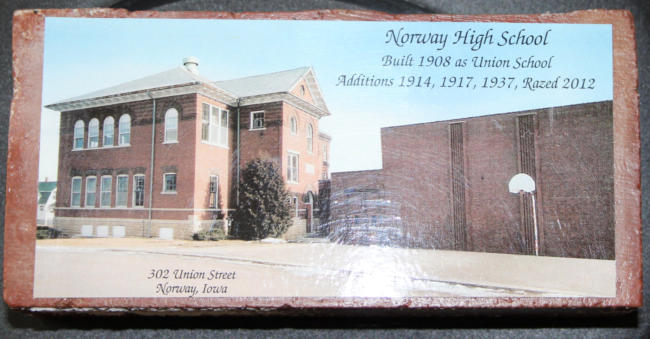 Norway High School
Built 1908 as Union School
Additions 1914, 1917, 1937, Razed 2012
302 Union Street
Norway, Iowa